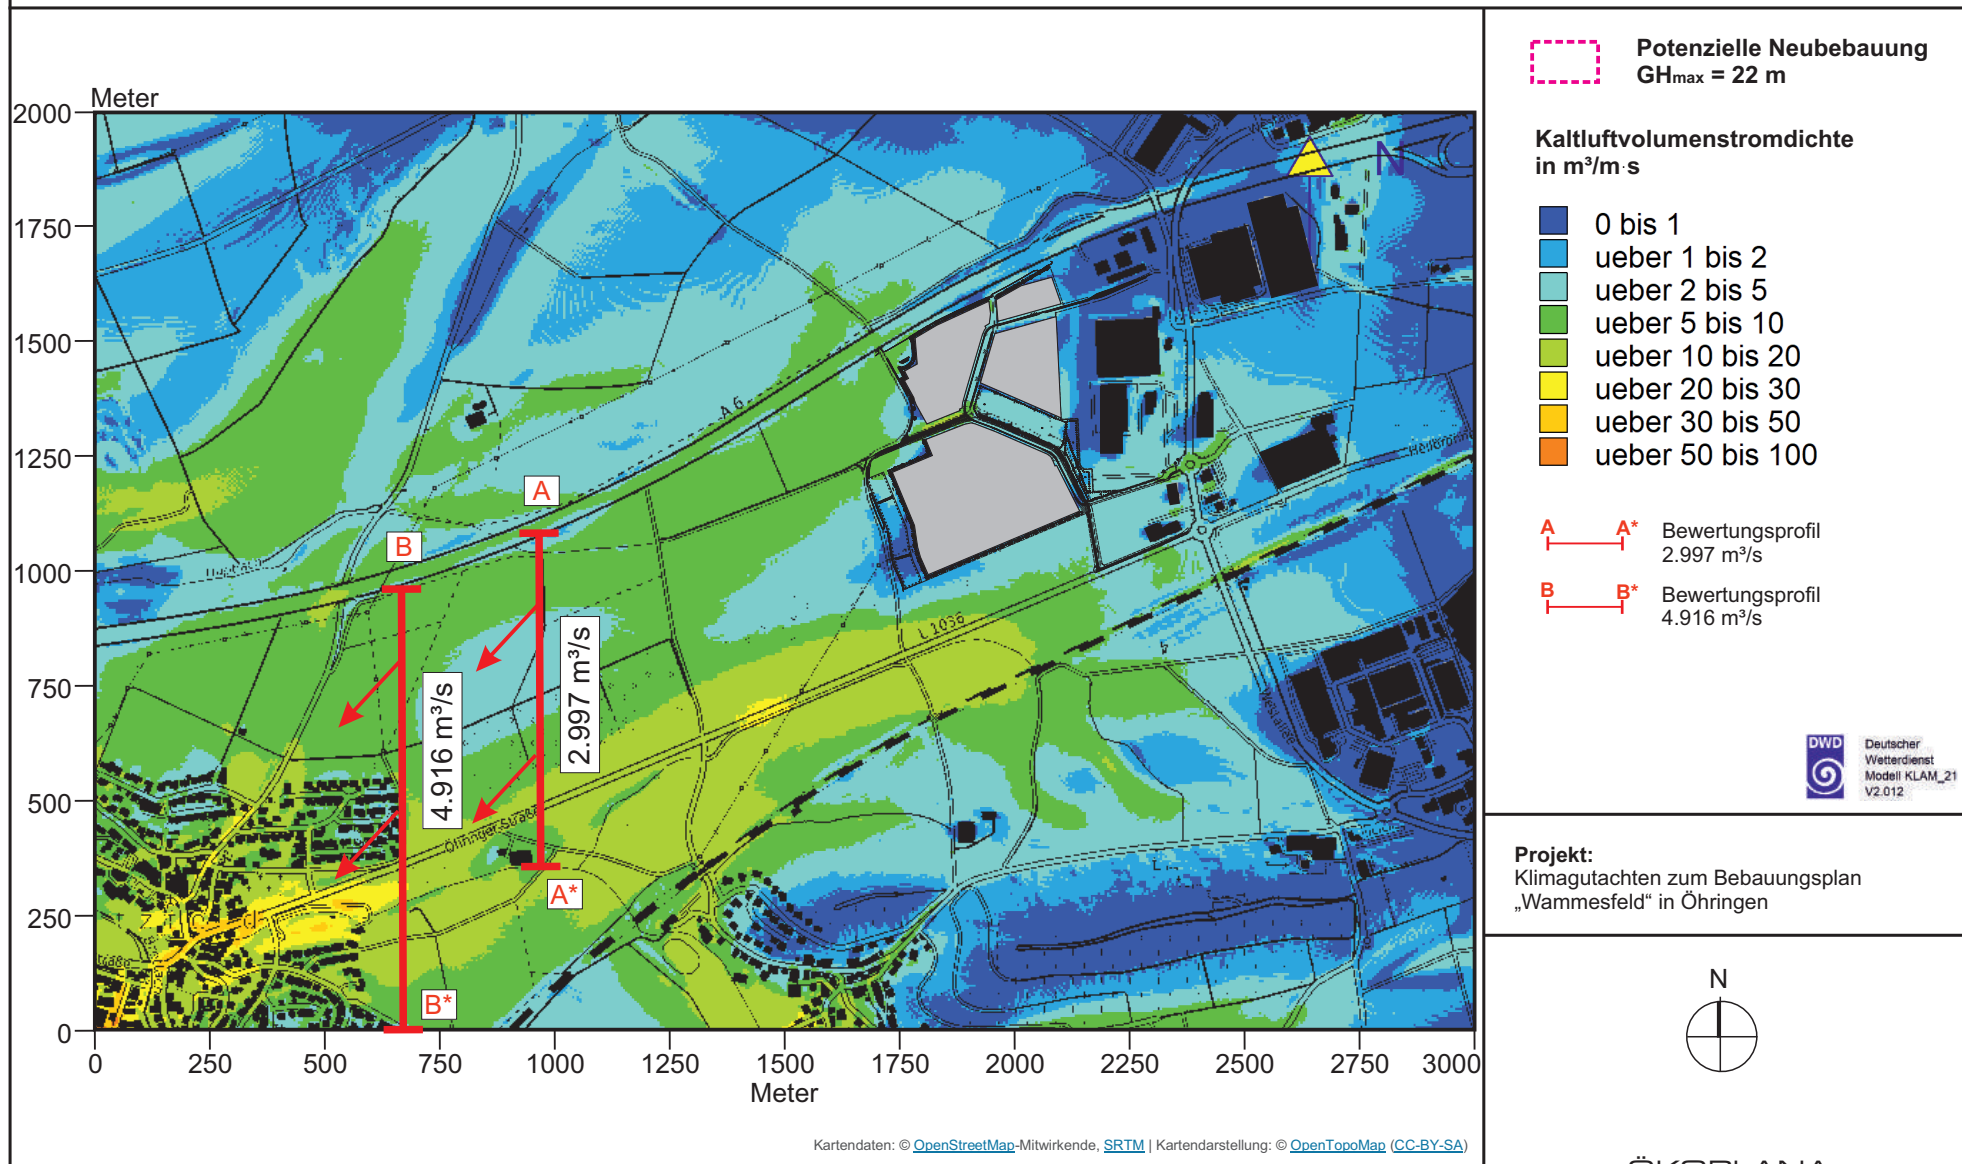 Meter
2000
1750
1500
1250
1000
750
500
250
0
0 250 500 750 1000 1250 1500 1750 2000 2250 2500 2750 3000
Meter
A 6
L 1036
Öhringer Straße
A
A*
B
B*
4.916 m³/s
2.997 m³/s
N
Kartendaten: © OpenStreetMap-Mitwirkende, SRTM | Kartendarstellung: © OpenTopoMap (CC-BY-SA)
Potenzielle Neubebauung
GHmax = 22 m
Kaltluftvolumenstromdichte
in m³/m·s
0 bis 1
ueber 1 bis 2
ueber 2 bis 5
ueber 5 bis 10
ueber 10 bis 20
ueber 20 bis 30
ueber 30 bis 50
ueber 50 bis 100
A A* Bewertungsprofil
2.997 m³/s
B B* Bewertungsprofil
4.916 m³/s
DWD
Deutscher
Wetterdienst
Modell KLAM_21
V2.012
Projekt:
Klimagutachten zum Bebauungsplan
„Wammesfeld“ in Öhringen
N